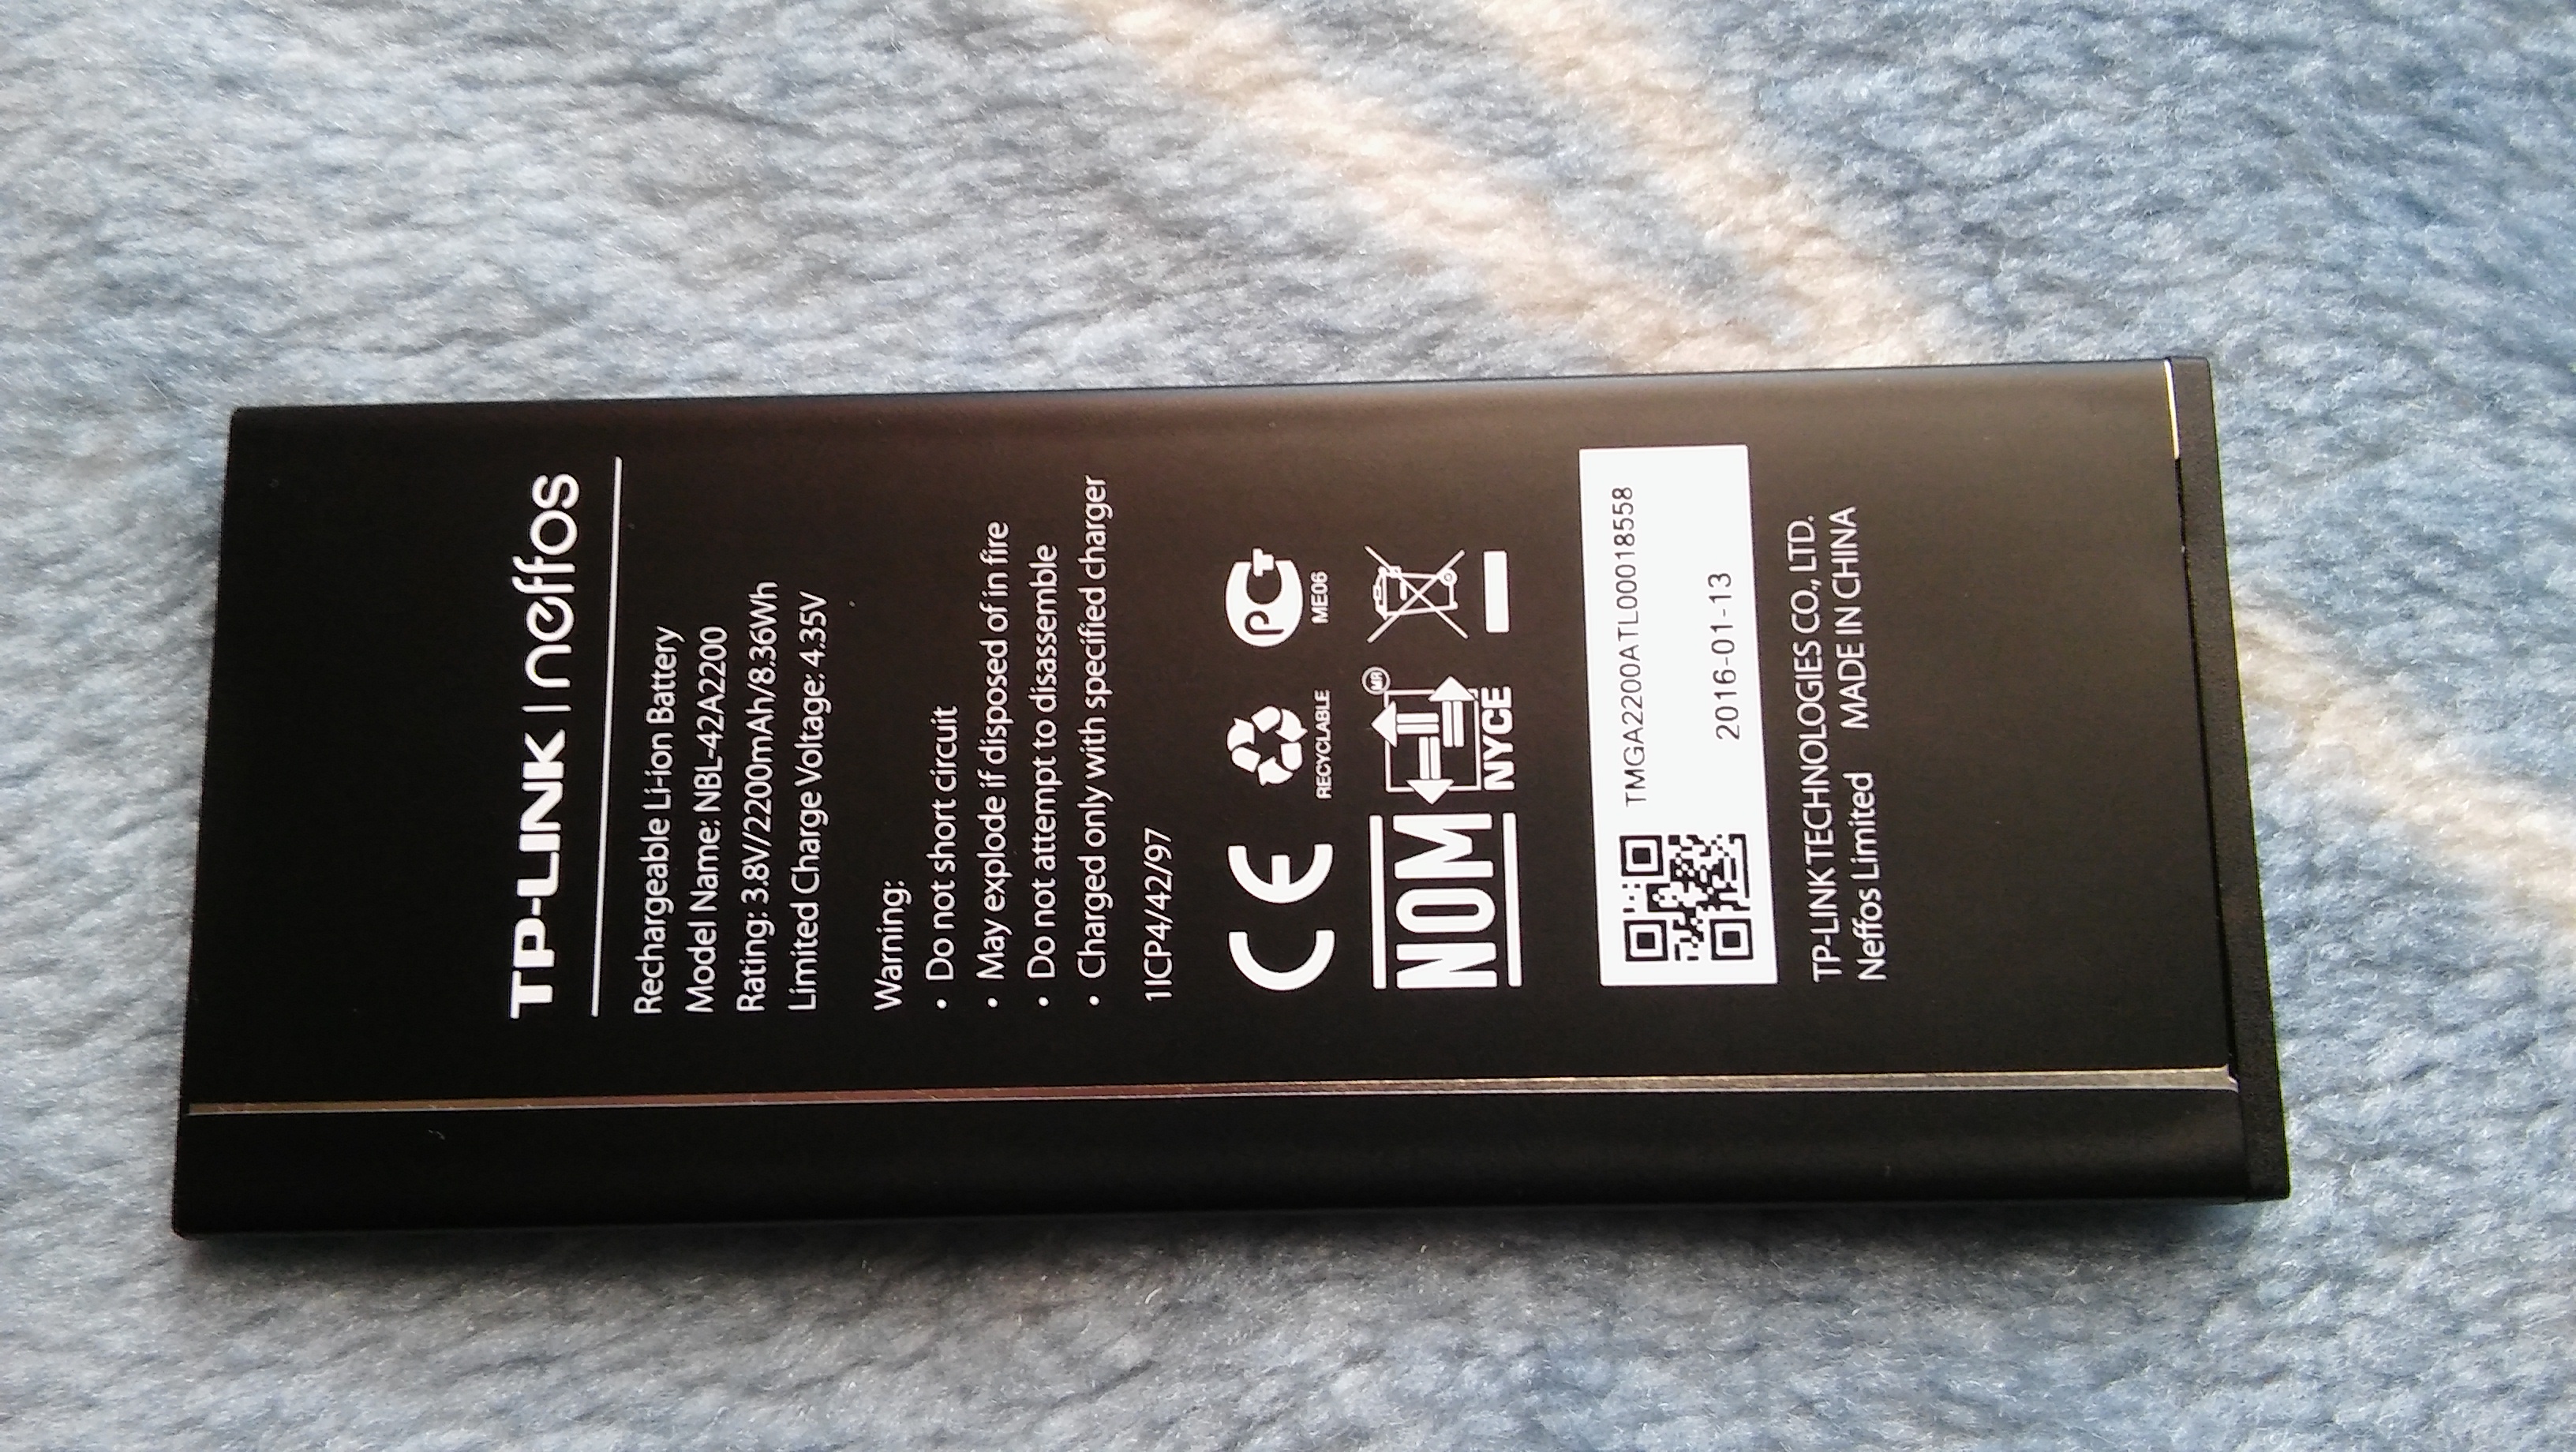 TP-LINK | neffos
Rechargeable Li-ion Battery
Model Name: NBL-42A2200
Rating: 3.8V/2200mAh/8.36Wh
Limited Charge Voltage: 4.35V
Warning:
• Do not short circuit
• May explode if disposed of in fire
• Do not attempt to disassemble
• Charged only with specified charger
1ICP4/42/97
CE
RECYCLABLE
PCT
ME06
NOM
MR
NYCE
TMGA2200ATL00018558
2016-01-13
TP-LINK TECHNOLOGIES CO., LTD.
Neffos Limited MADE IN CHINA